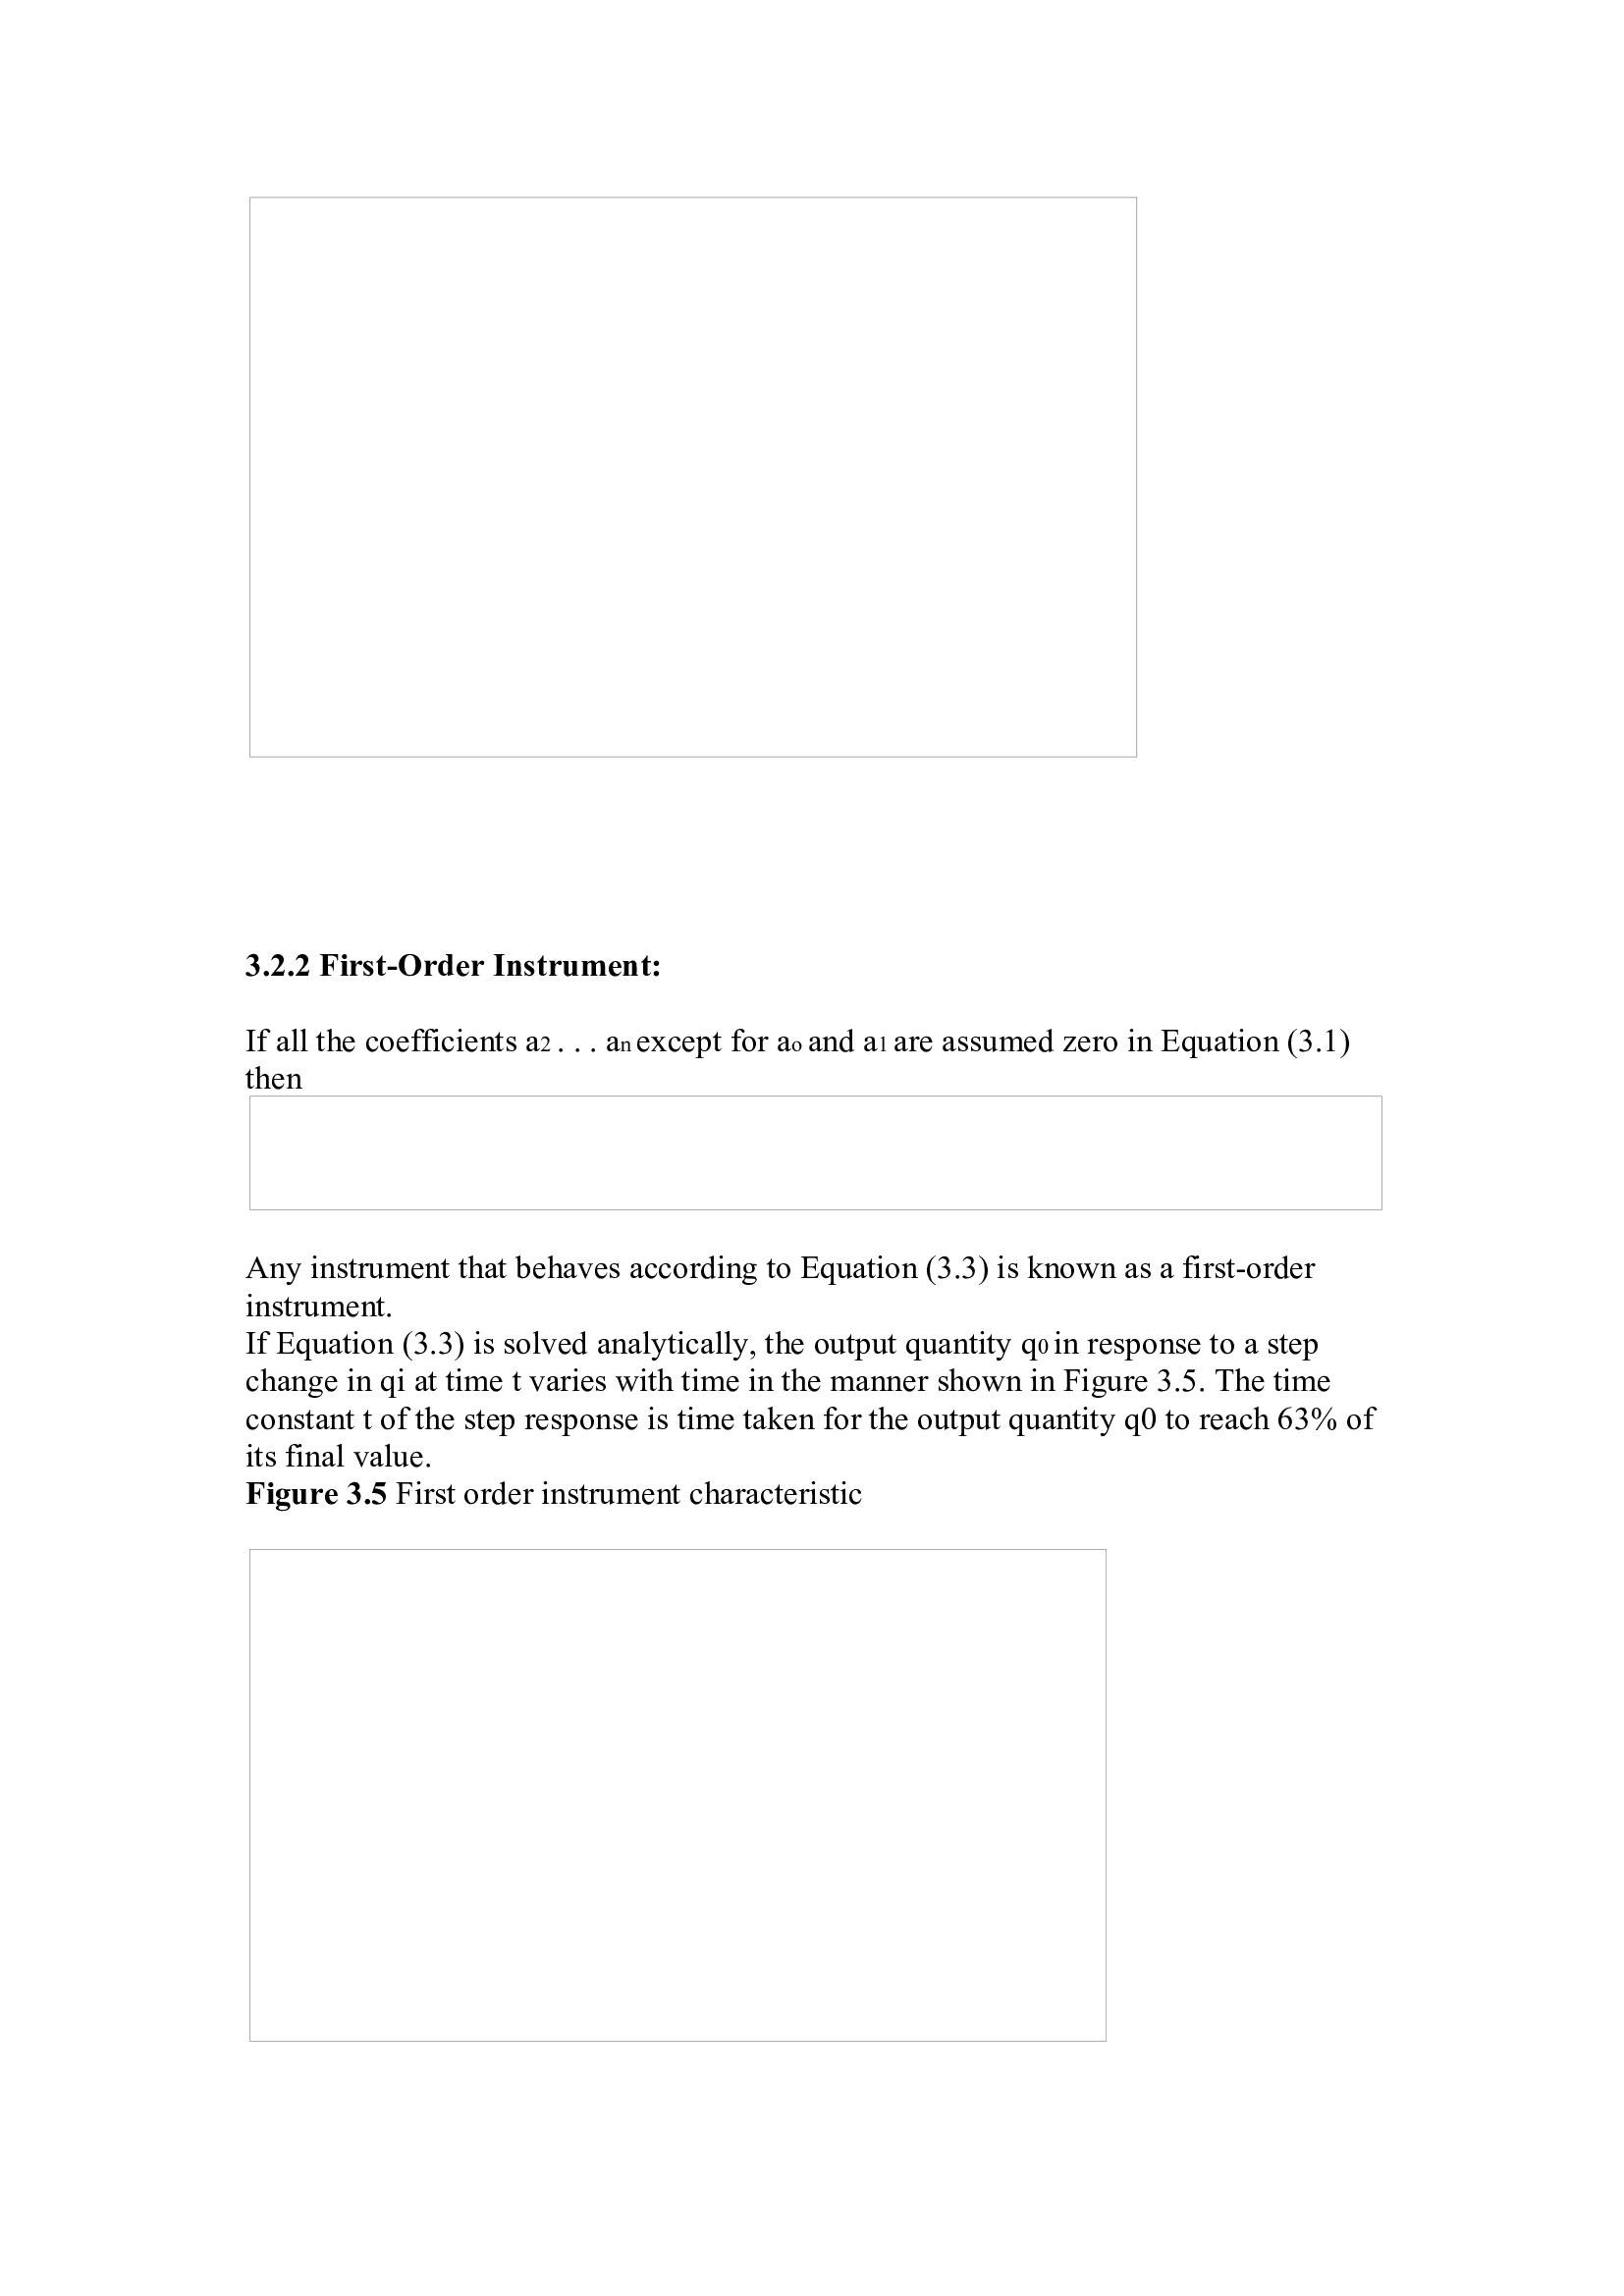 3.2.2 First-Order Instrument:
If all the coefficients a2 . . . an except for ao and a1 are assumed zero in Equation (3.1)
then
Any instrument that behaves according to Equation (3.3) is known as a first-order
instrument.
If Equation (3.3) is solved analytically, the output quantity q0 in response to a step
change in qi at time t varies with time in the manner shown in Figure 3.5. The time
constant t of the step response is time taken for the output quantity q0 to reach 63% of
its final value.
Figure 3.5 First order instrument characteristic